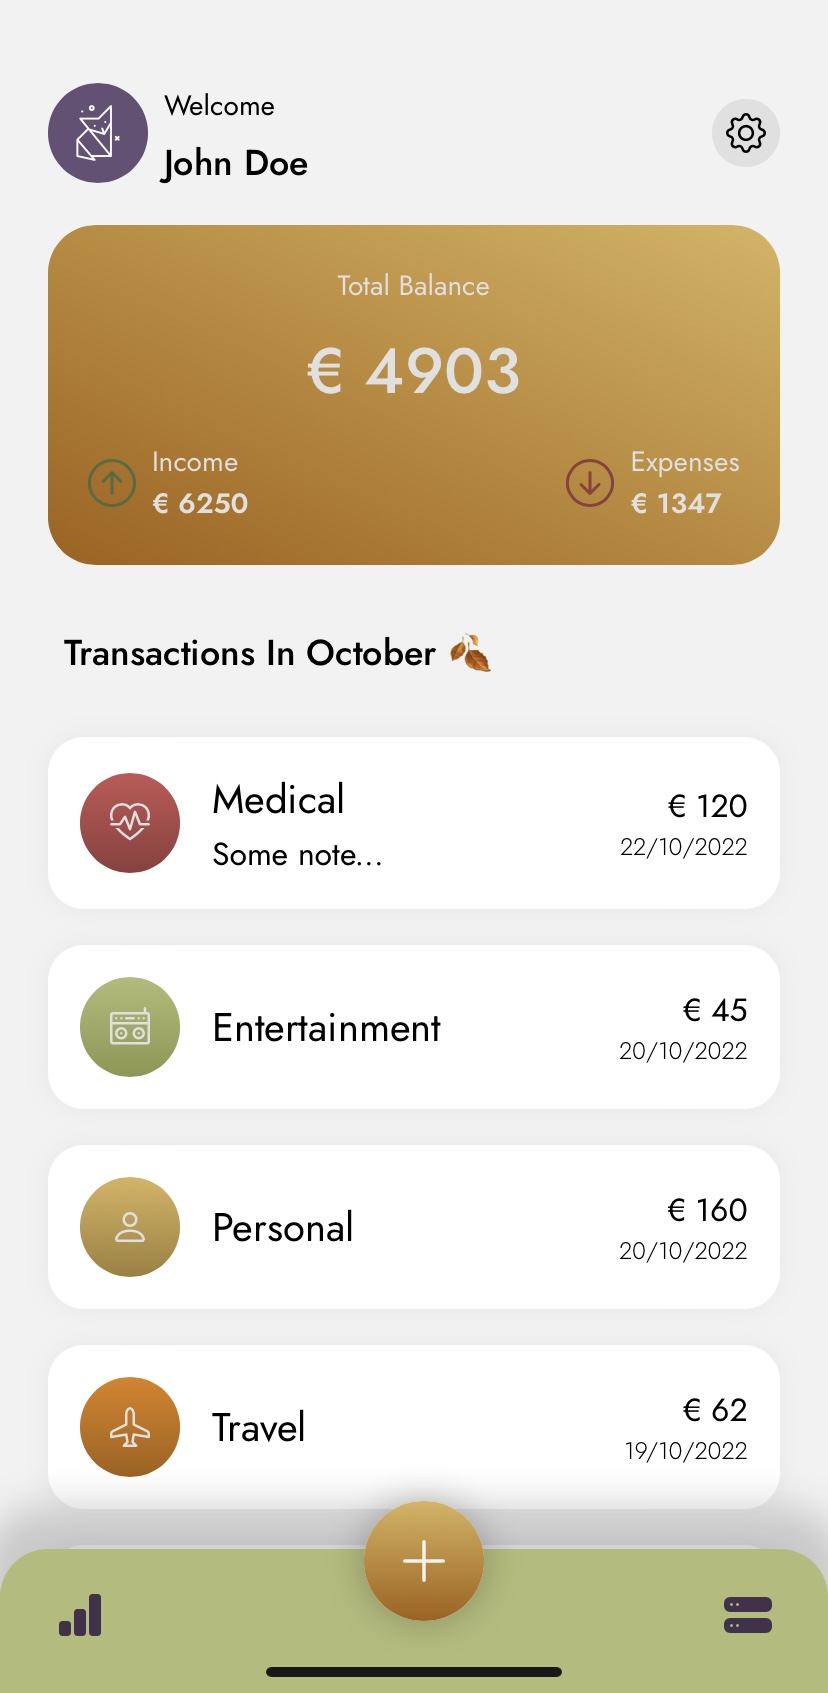 Welcome
John Doe
Total Balance
€ 4903
Income
€ 6250
Expenses
€ 1347
Transactions In October 🍂
Medical
Some note...
€ 120
22/10/2022
Entertainment
€ 45
20/10/2022
Personal
€ 160
20/10/2022
Travel
€ 62
19/10/2022